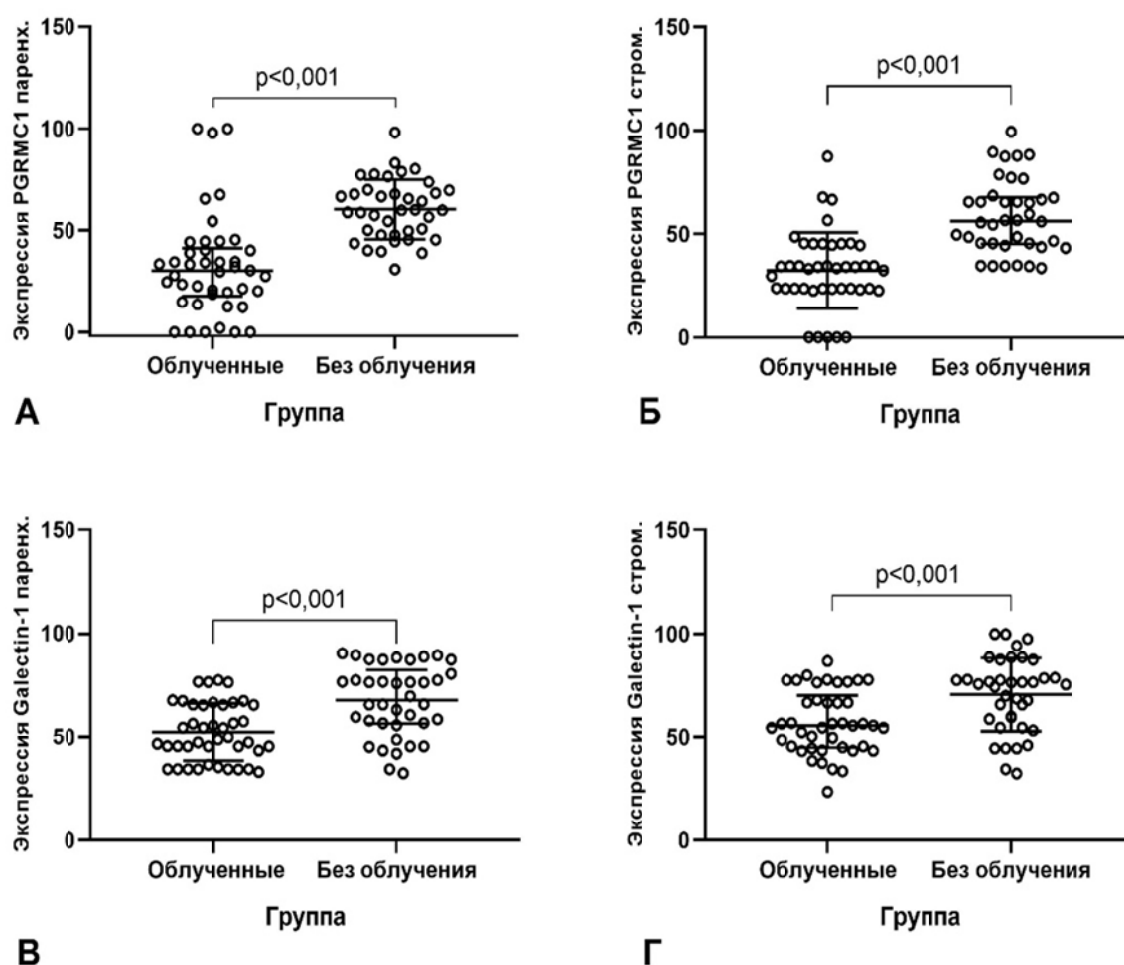 Экспрессия PGRMC1 паренх.
150
100
50
0
p<0,001
Облученные
Без облучения
Группа
А
Экспрессия PGRMC1 стром.
150
100
50
0
p<0,001
Облученные
Без облучения
Группа
Б
Экспрессия Galectin-1 паренх.
150
100
50
0
p<0,001
Облученные
Без облучения
Группа
В
Экспрессия Galectin-1 стром.
150
100
50
0
p<0,001
Облученные
Без облучения
Группа
Г